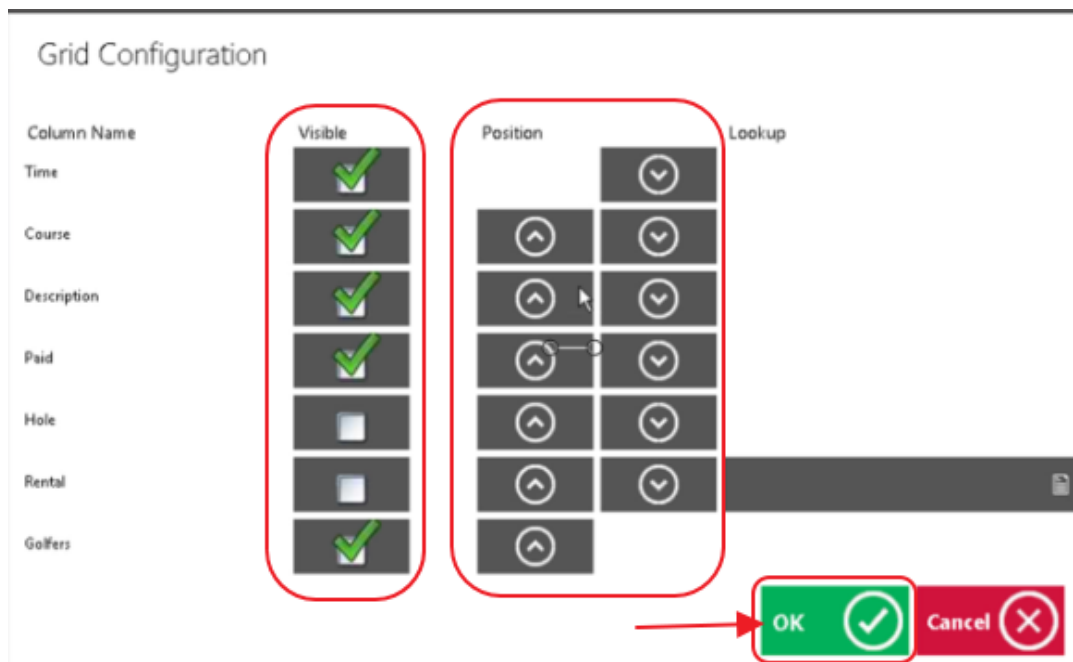 Grid Configuration
Column Name Visible Position Lookup
Time
Course
Description
Paid
Hole
Rental
Golfers
OK Cancel